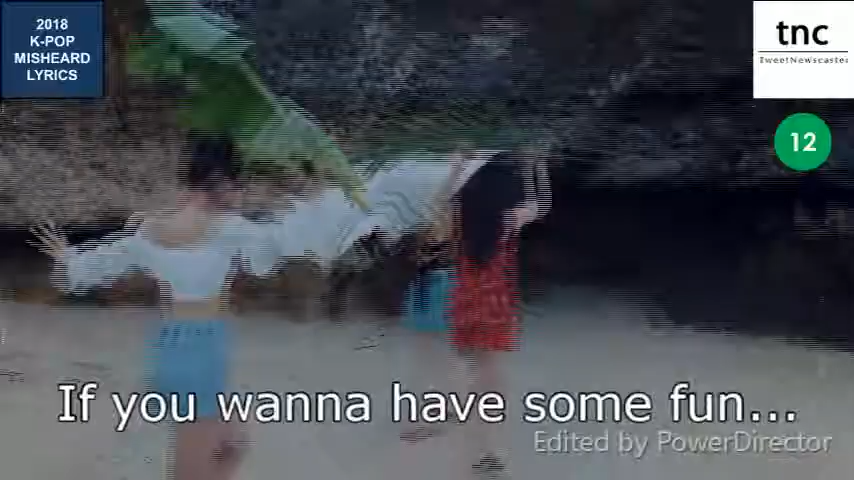 2018
K-POP
MISHEARD
LYRICS
tnc
TweetNewscaster
12
If you wanna have some fun...
Edited by PowerDirector